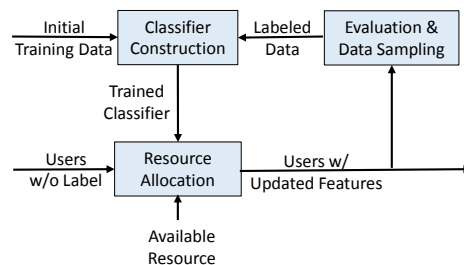 Initial
Training Data
Classifier
Construction
Labeled
Data
Evaluation &
Data Sampling
Trained
Classifier
Users
w/o Label
Resource
Allocation
Users w/
Updated Features
Available
Resource